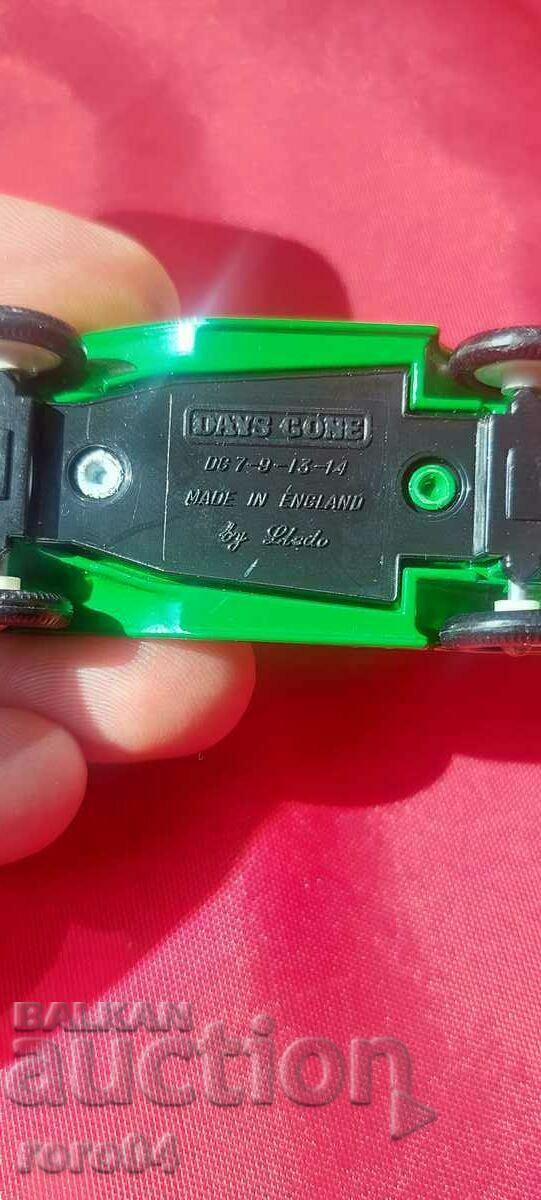 DAYS GONE
DG 7-9-13-14
MADE IN ENGLAND
by Lledo
BALKAN
auction
roro04